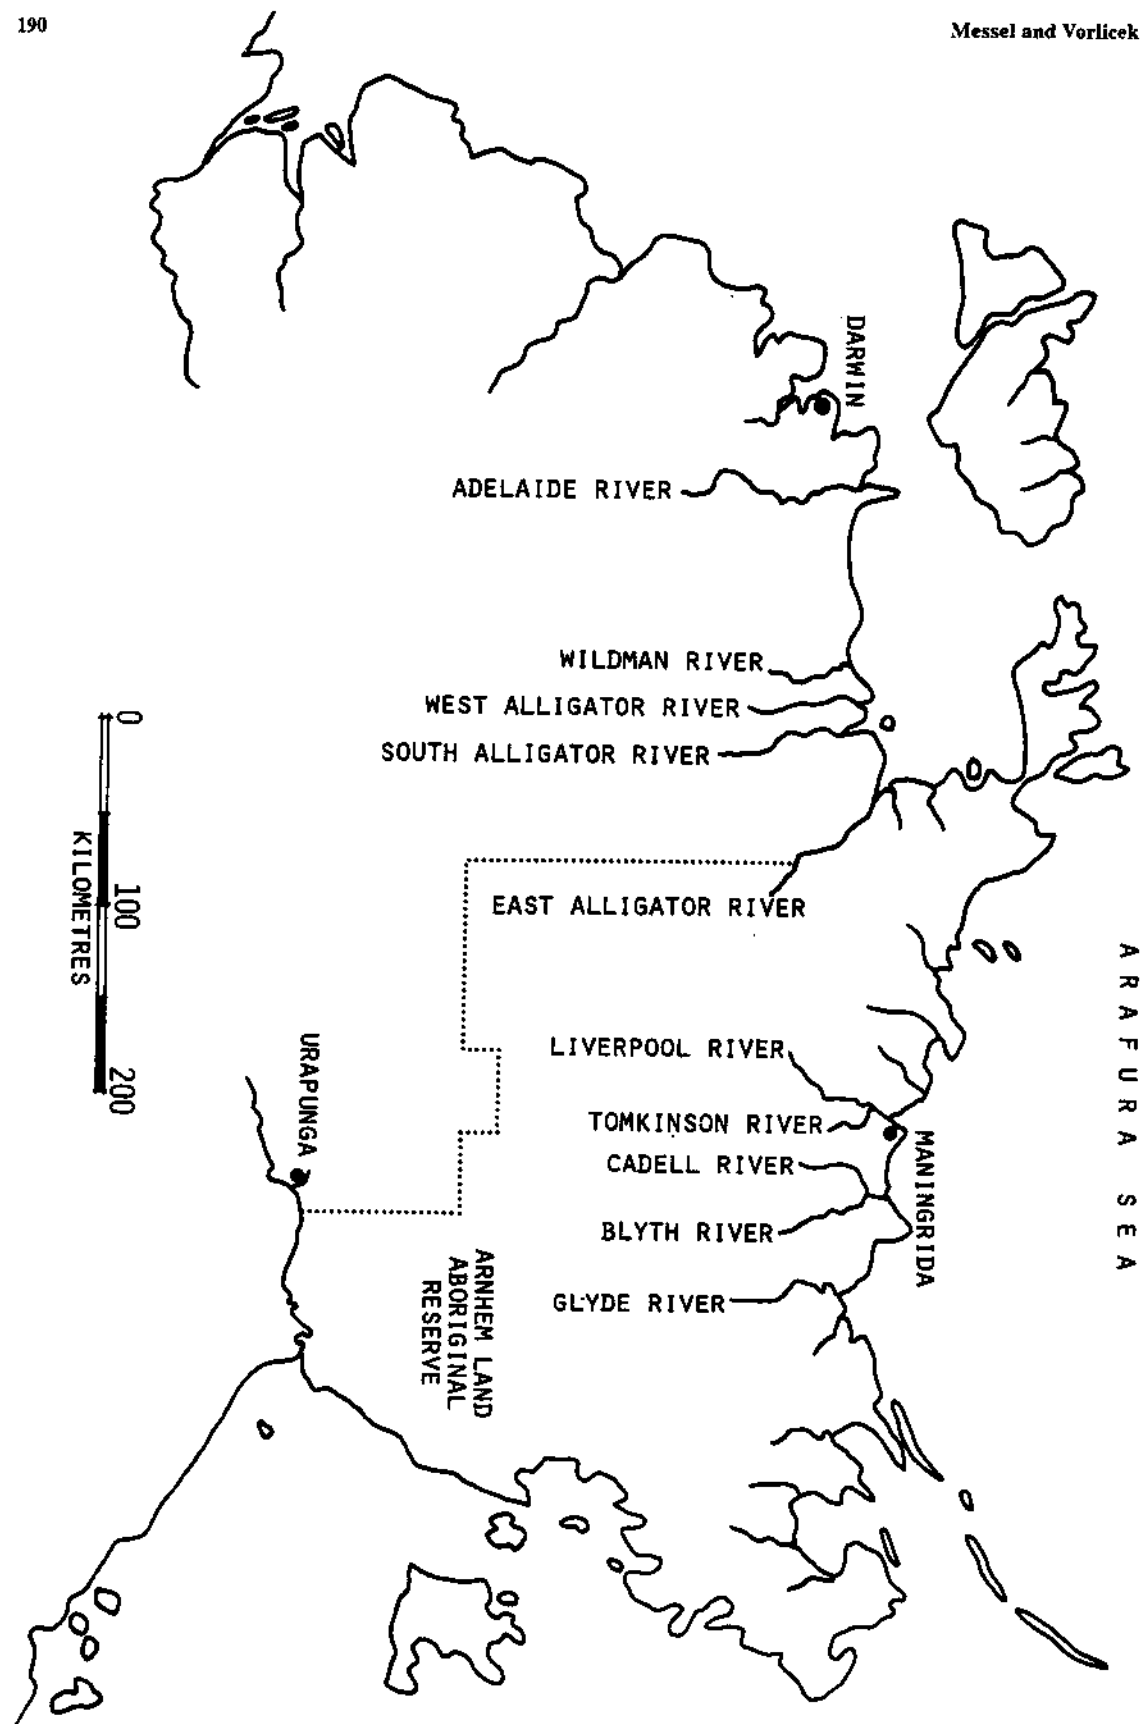 190
Messel and Vorlicek
DARWIN
ADELAIDE RIVER
WILDMAN RIVER
WEST ALLIGATOR RIVER
SOUTH ALLIGATOR RIVER
EAST ALLIGATOR RIVER
ARAFURA SEA
LIVERPOOL RIVER
TOMKINSON RIVER
MANINGRIDA
CADELL RIVER
BLYTH RIVER
GLYDE RIVER
ARNHEM LAND
ABORIGINAL
RESERVE
URAPUNGA
0
100
200
KILOMETRES